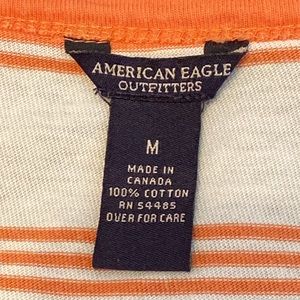 AMERICAN EAGLE
OUTFITTERS
M
MADE IN
CANADA
100% COTTON
RN 54485
OVER FOR CARE